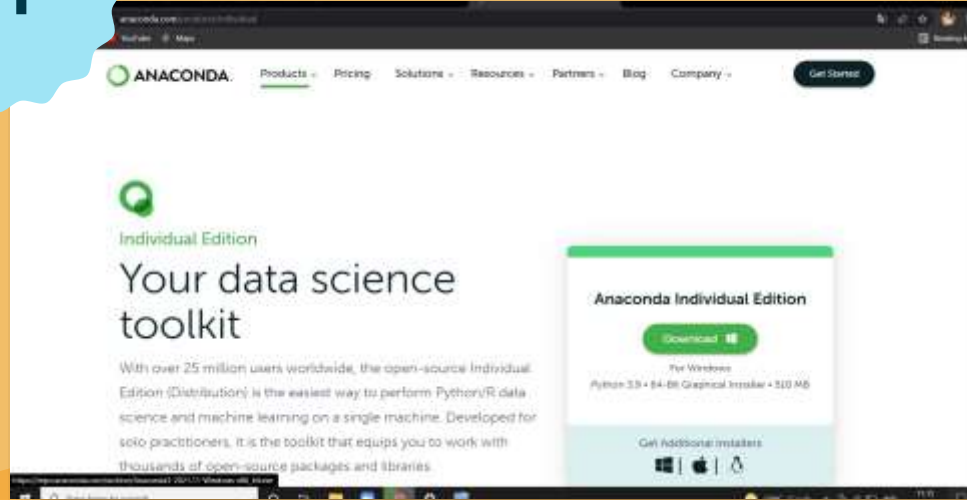 anaconda.com/products/individual
YouTube Maps
ANACONDA. Products Pricing Solutions Resources Partners Blog Company Get Started
Individual Edition
Your data science
toolkit
With over 25 million users worldwide, the open-source Individual
Edition (Distribution) is the easiest way to perform Python/R data
science and machine learning on a single machine. Developed for
solo practitioners, it is the toolkit that equips you to work with
thousands of open-source packages and libraries.
Anaconda Individual Edition
Download
For Windows
Python 3.9 • 64-Bit Graphical Installer • 510 MB
Get Additional Installers